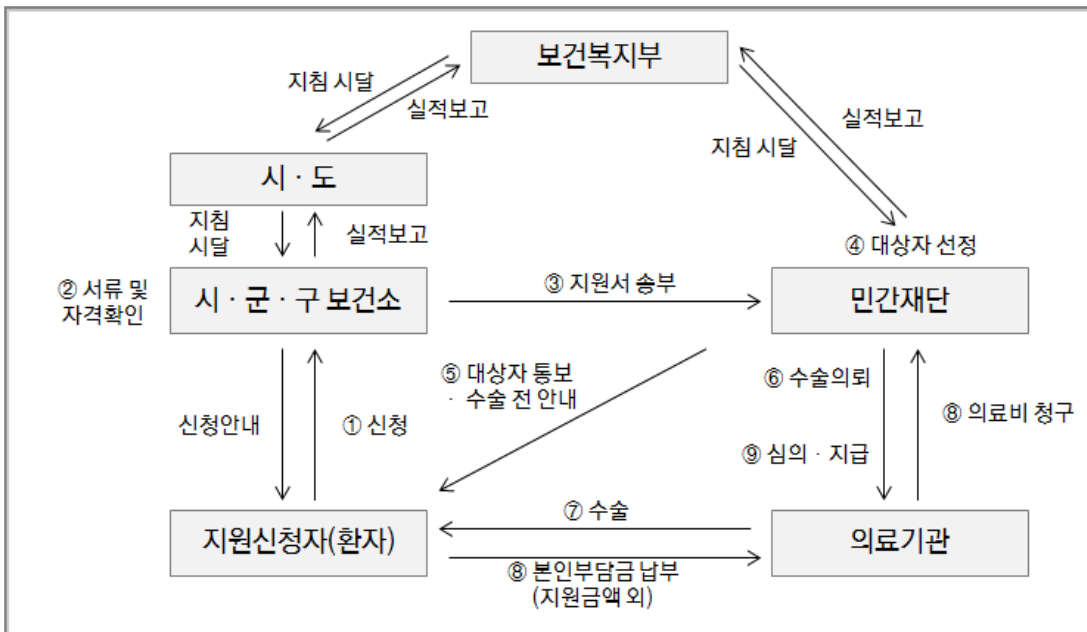 보건복지부
지침 시달
실적보고
실적보고
지침 시달
시 · 도
지침
시달
실적보고
④ 대상자 선정
② 서류 및
자격확인
시 · 군 · 구 보건소
③ 지원서 송부
민간재단
⑤ 대상자 통보
· 수술 전 안내
⑥ 수술의뢰
⑧ 의료비 청구
신청안내
① 신청
⑨ 심의 · 지급
지원신청자(환자)
⑦ 수술
의료기관
⑧ 본인부담금 납부
(지원금액 외)